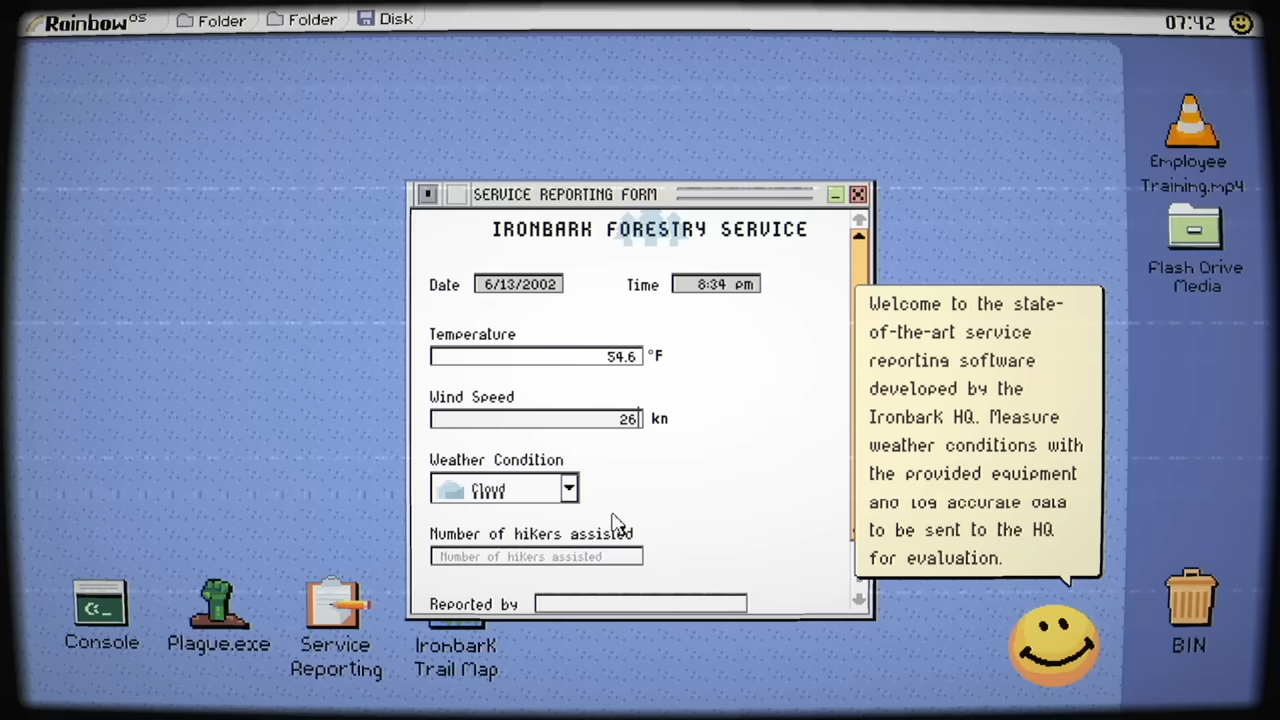 RainbowOS
Folder
Folder
Disk
07:42
Employee
Training.mp4
Flash Drive
Media
SERVICE REPORTING FORM
IRONBARK FORESTRY SERVICE
Date 6/13/2002 Time 8:34 pm
Temperature
54.6 °F
Wind Speed
26 kn
Weather Condition
Cloud
Number of hikers assisted
Number of hikers assisted
Reported by
Welcome to the state-
of-the-art service
reporting software
developed by the
Ironbark HQ. Measure
weather conditions with
the provided equipment
and log accurate data
to be sent to the HQ
for evaluation.
Console
Plague.exe
Service
Reporting
Ironbark
Trail Map
BIN